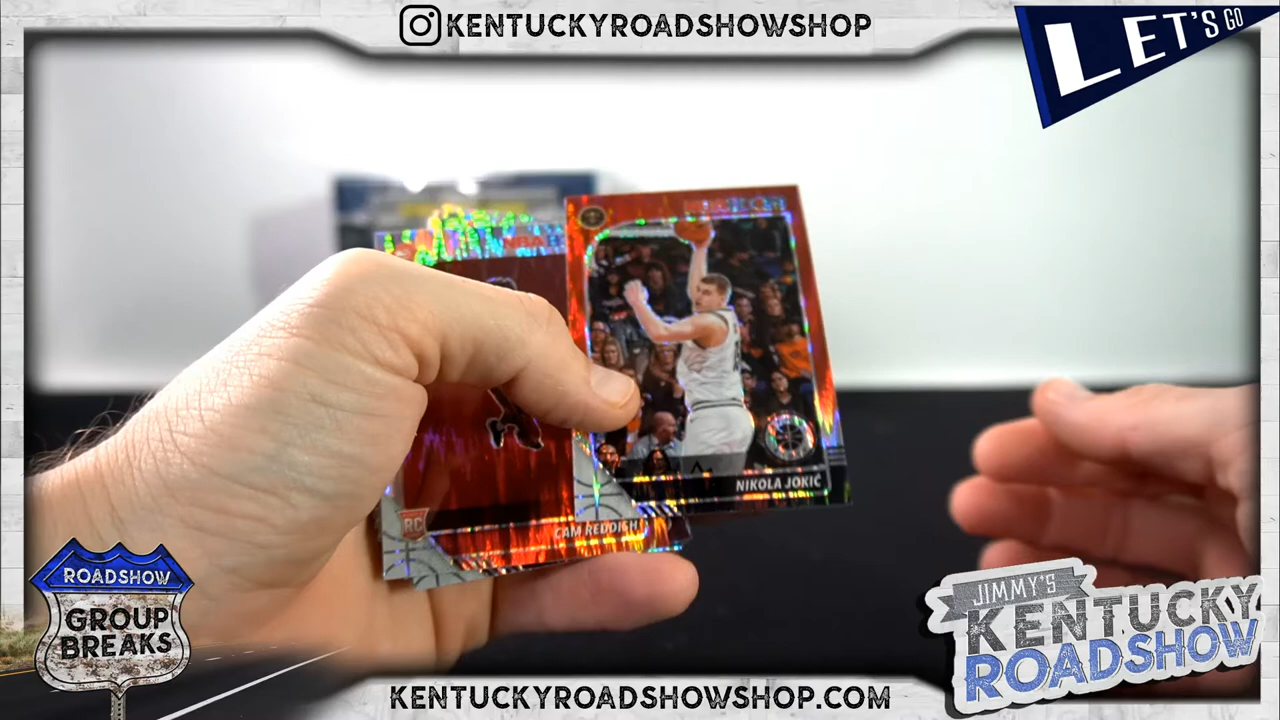 KENTUCKYROADSHOWSHOP
LET'S GO
NIKOLA JOKIĆ
RC
CAM REDDISH
ROADSHOW
GROUP
BREAKS
JIMMY'S
KENTUCKY
ROADSHOW
KENTUCKYROADSHOWSHOP.COM